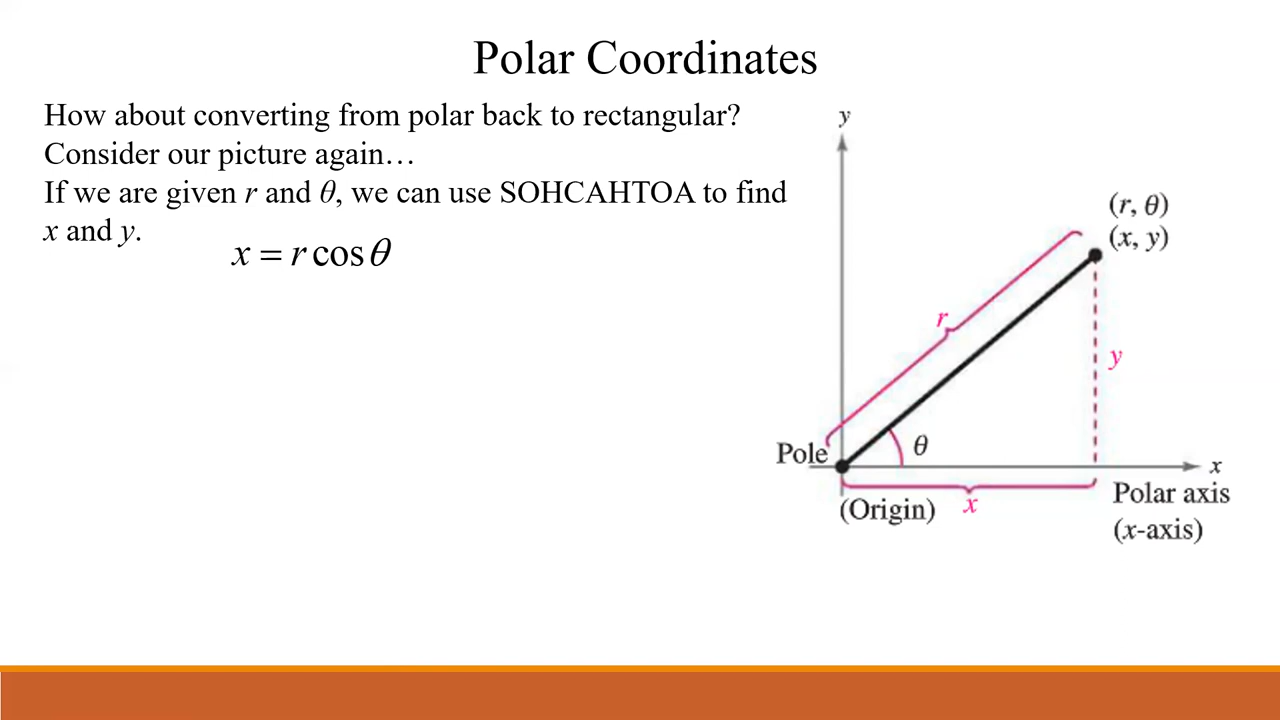 Polar Coordinates
How about converting from polar back to rectangular?
Consider our picture again…
If we are given r and θ, we can use SOHCAHTOA to find
x and y.
x = r cos θ
y
(r, θ)
(x, y)
r
y
θ
Pole
x
(Origin)
x
Polar axis
(x-axis)